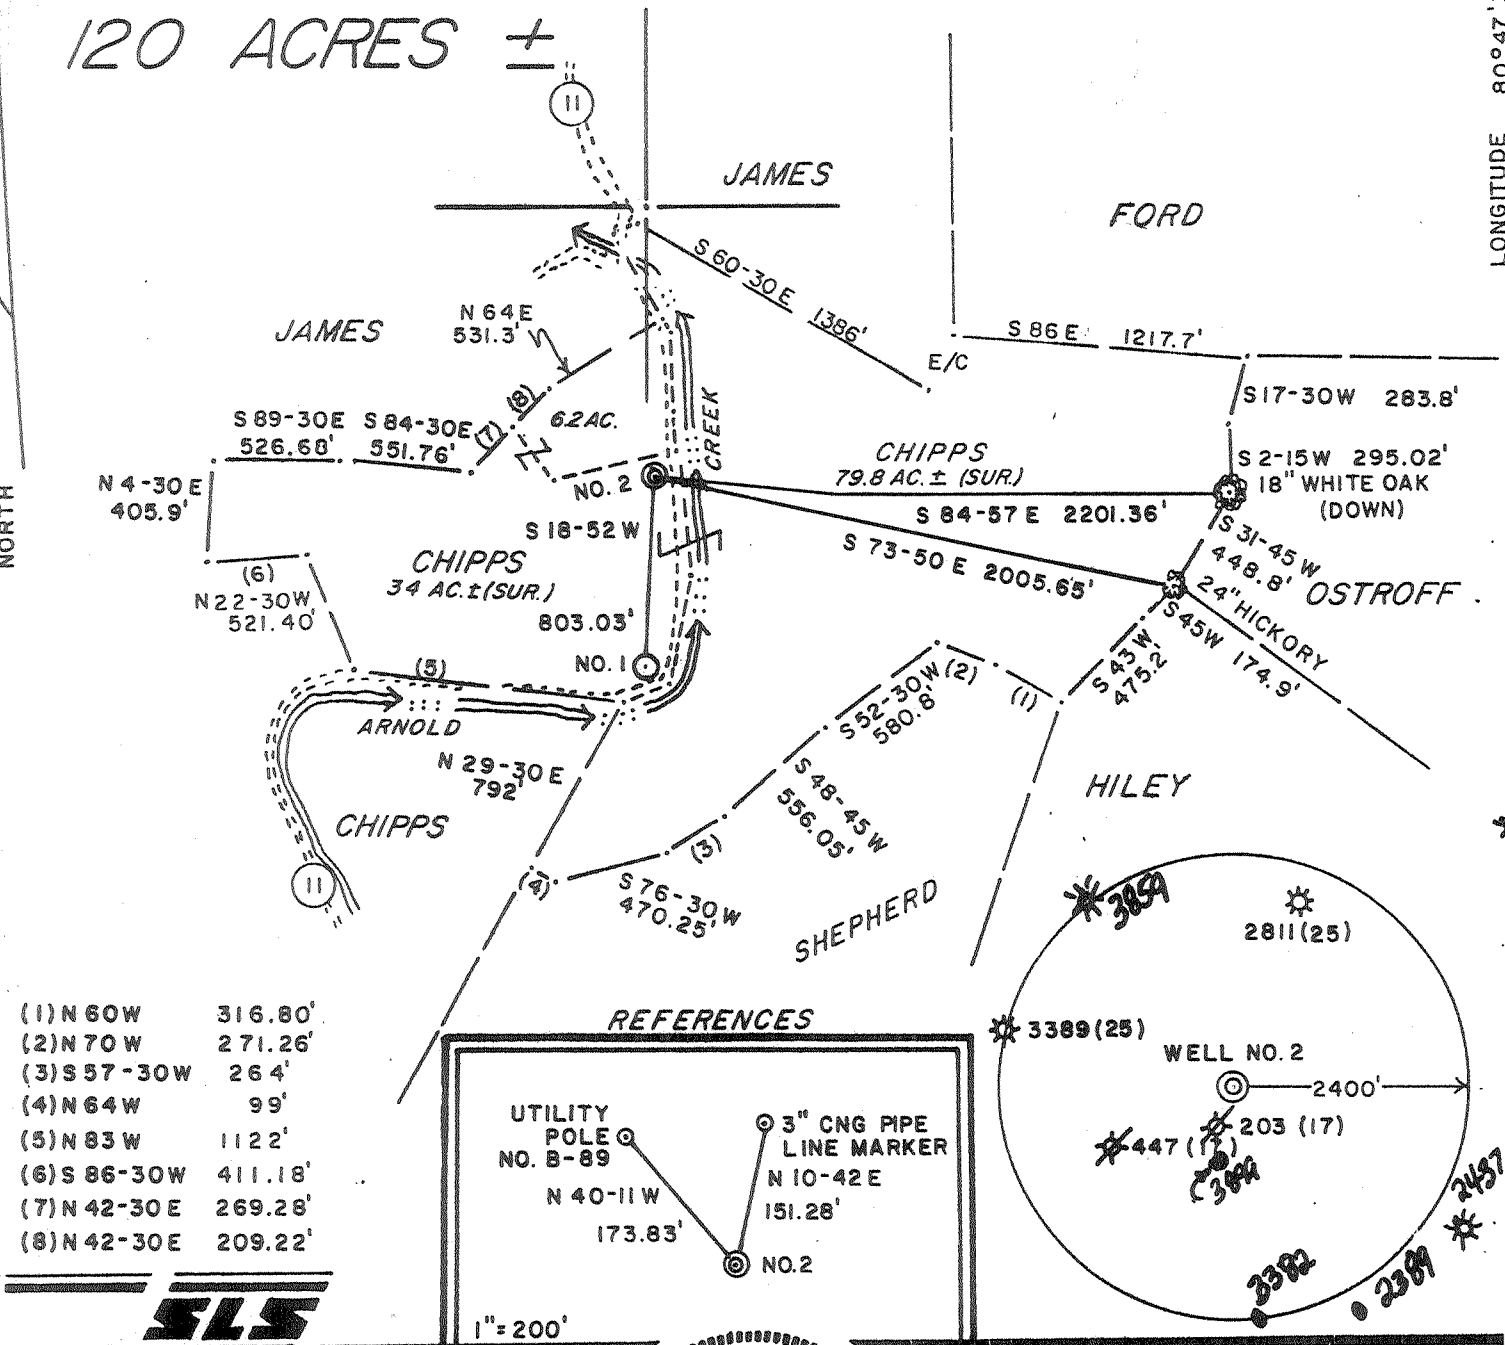 120 ACRES ±
LONGITUDE 80°47'
11
JAMES
FORD
S 60-30 E 1386'
N 64 E
531.3'
JAMES
S 86 E 1217.7'
E/C
S 17-30 W 283.8'
(8)
6.2 AC.
CREEK
S 89-30 E S 84-30 E (7)
526.68' 551.76'
CHIPPS
79.8 AC. ± (SUR.)
S 2-15 W 295.02'
18" WHITE OAK
(DOWN)
N 4-30 E
405.9'
NORTH
NO. 2
S 84-57 E 2201.36'
S 18-52 W
S 73-50 E 2005.65'
S 31-45 W
448.8'
OSTROFF
CHIPPS
34 AC. ± (SUR.)
(6)
N 22-30 W
521.40'
803.03'
24" HICKORY
S 45 W 174.9'
NO. 1
(5)
S 43 W
475.2'
(2)
(1)
S 52-30 W
580.8'
ARNOLD
N 29-30 E
792'
S 48-45 W
556.05'
HILEY
CHIPPS
(3)
11
(4)
S 76-30 W
470.25'
SHEPHERD
3859
2811 (25)
3389 (25)
WELL NO. 2
2400'
203 (17)
447 (17)
2437
3382
2389
(1) N 60 W 316.80'
(2) N 70 W 271.26'
(3) S 57-30 W 264'
(4) N 64 W 99'
(5) N 83 W 1122'
(6) S 86-30 W 411.18'
(7) N 42-30 E 269.28'
(8) N 42-30 E 209.22'
SLS
REFERENCES
UTILITY
POLE
NO. B-89
3" CNG PIPE
LINE MARKER
N 40-11 W
173.83'
N 10-42 E
151.28'
NO. 2
1" = 200'